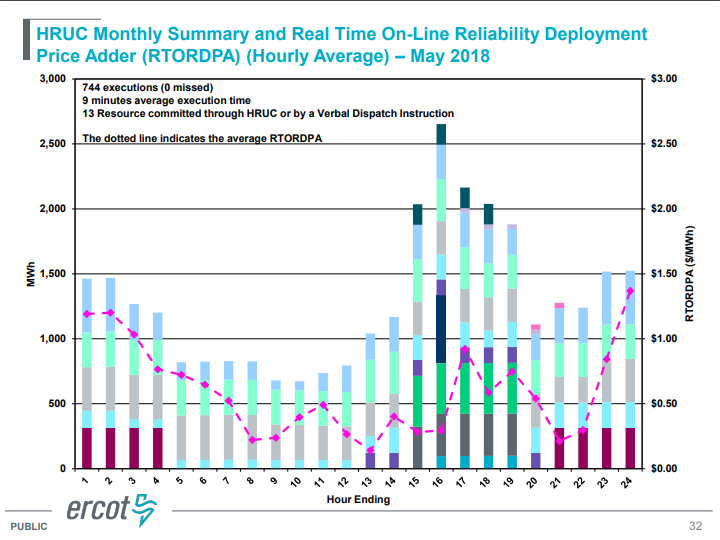 HRUC Monthly Summary and Real Time On-Line Reliability Deployment
Price Adder (RTORDPA) (Hourly Average) – May 2018
744 executions (0 missed)
9 minutes average execution time
13 Resource committed through HRUC or by a Verbal Dispatch Instruction
The dotted line indicates the average RTORDPA
3,000
2,500
2,000
1,500
1,000
500
0
MWh
$3.00
$2.50
$2.00
$1.50
$1.00
$0.50
$0.00
RTORDPA ($/MWh)
1 2 3 4 5 6 7 8 9 10 11 12 13 14 15 16 17 18 19 20 21 22 23 24
Hour Ending
ercot
PUBLIC
32